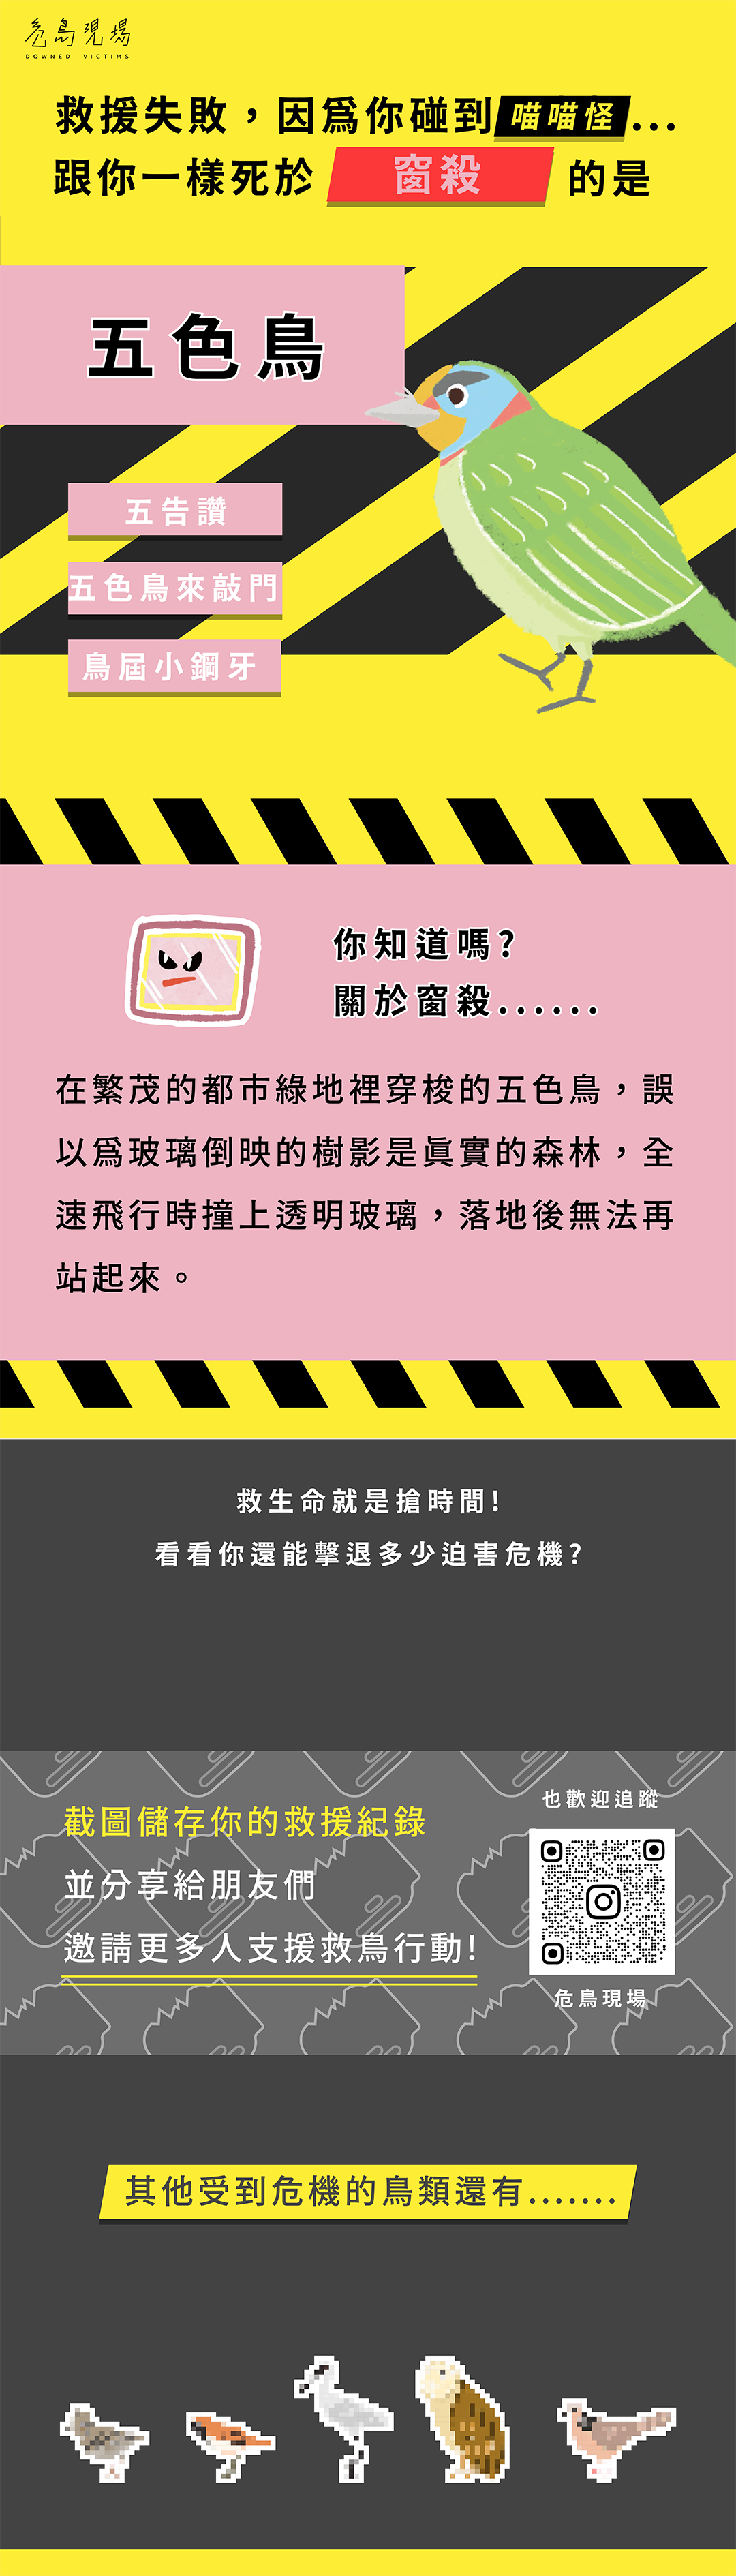 危鳥現場
DOWNED VICTIMS
救援失敗，因為你碰到喵喵怪...
跟你一樣死於 窗殺 的是
五色鳥
五告讚
五色鳥來敲門
鳥屆小鋼牙
你知道嗎?
關於窗殺......
在繁茂的都市綠地裡穿梭的五色鳥，誤
以為玻璃倒映的樹影是真實的森林，全
速飛行時撞上透明玻璃，落地後無法再
站起來。
救生命就是搶時間!
看看你還能擊退多少迫害危機?
截圖儲存你的救援紀錄
並分享給朋友們
邀請更多人支援救鳥行動!
也歡迎追蹤
危鳥現場
其他受到危機的鳥類還有.......